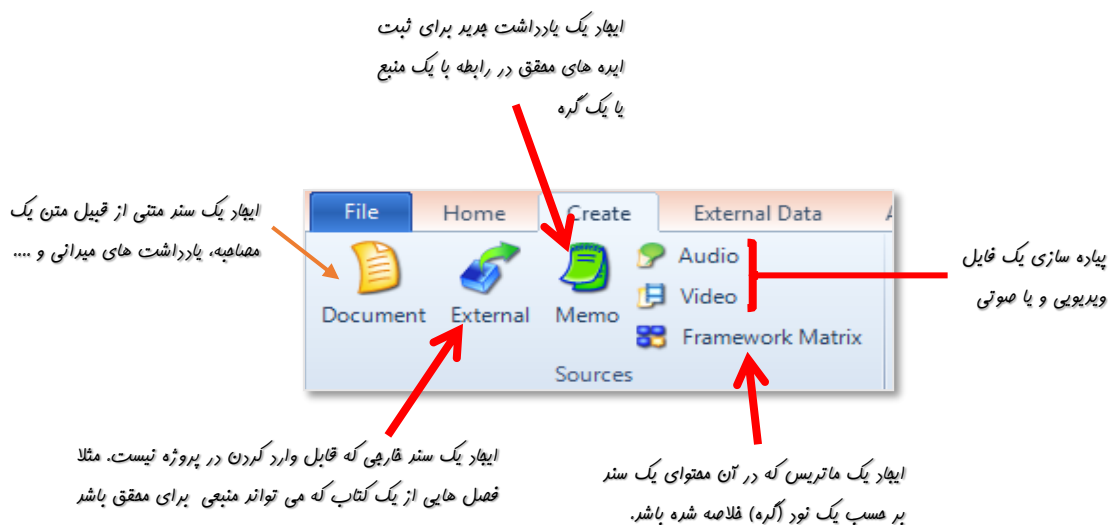 ایجاد یک یادداشت جدید برای ثبت
ایده های محقق در رابطه با یک منبع
یا یک گره
ایجاد یک سند متنی از قبیل متن یک
مصاحبه، یادداشت های میدانی و ....
File Home Create External Data
Document External Memo
Audio
Video
Framework Matrix
Sources
پیاده سازی یک فایل
ویدیویی و یا صوتی
ایجاد یک سند خارجی که قابل وارد کردن در پروژه نیست. مثلا
فصل هایی از یک کتاب که می تواند منبعی برای محقق باشد
ایجاد یک ماتریس که در آن محتوای یک سند
بر حسب یک نود (گره) خلاصه شده باشد.